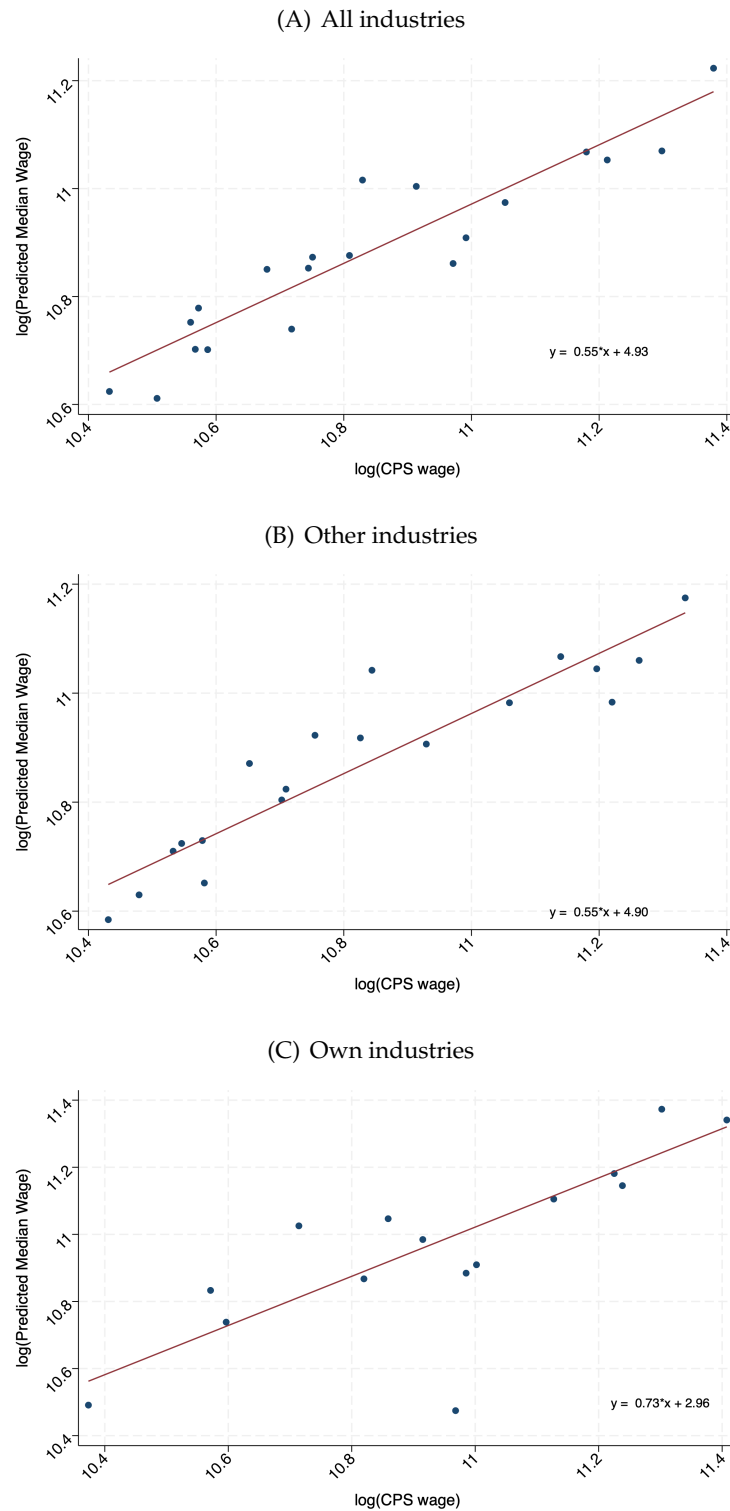 (A) All industries
log(Predicted Median Wage)
11.2
11
10.8
10.6
y = 0.55*x + 4.93
10.4
10.6
10.8
11
11.2
11.4
log(CPS wage)
(B) Other industries
log(Predicted Median Wage)
11.2
11
10.8
10.6
y = 0.55*x + 4.90
10.4
10.6
10.8
11
11.2
11.4
log(CPS wage)
(C) Own industries
log(Predicted Median Wage)
11.4
11.2
11
10.8
10.6
10.4
y = 0.73*x + 2.96
10.4
10.6
10.8
11
11.2
11.4
log(CPS wage)